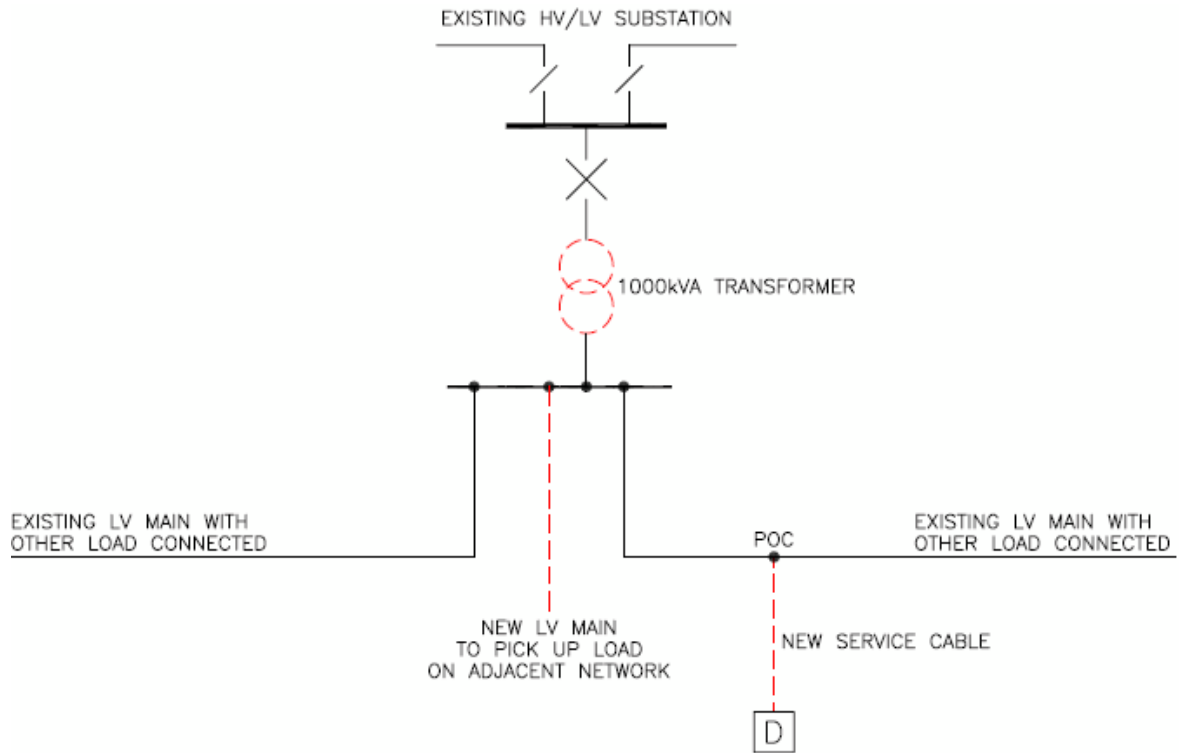 EXISTING HV/LV SUBSTATION
1000kVA TRANSFORMER
EXISTING LV MAIN WITH
OTHER LOAD CONNECTED
POC
EXISTING LV MAIN WITH
OTHER LOAD CONNECTED
NEW LV MAIN
TO PICK UP LOAD
ON ADJACENT NETWORK
NEW SERVICE CABLE
D